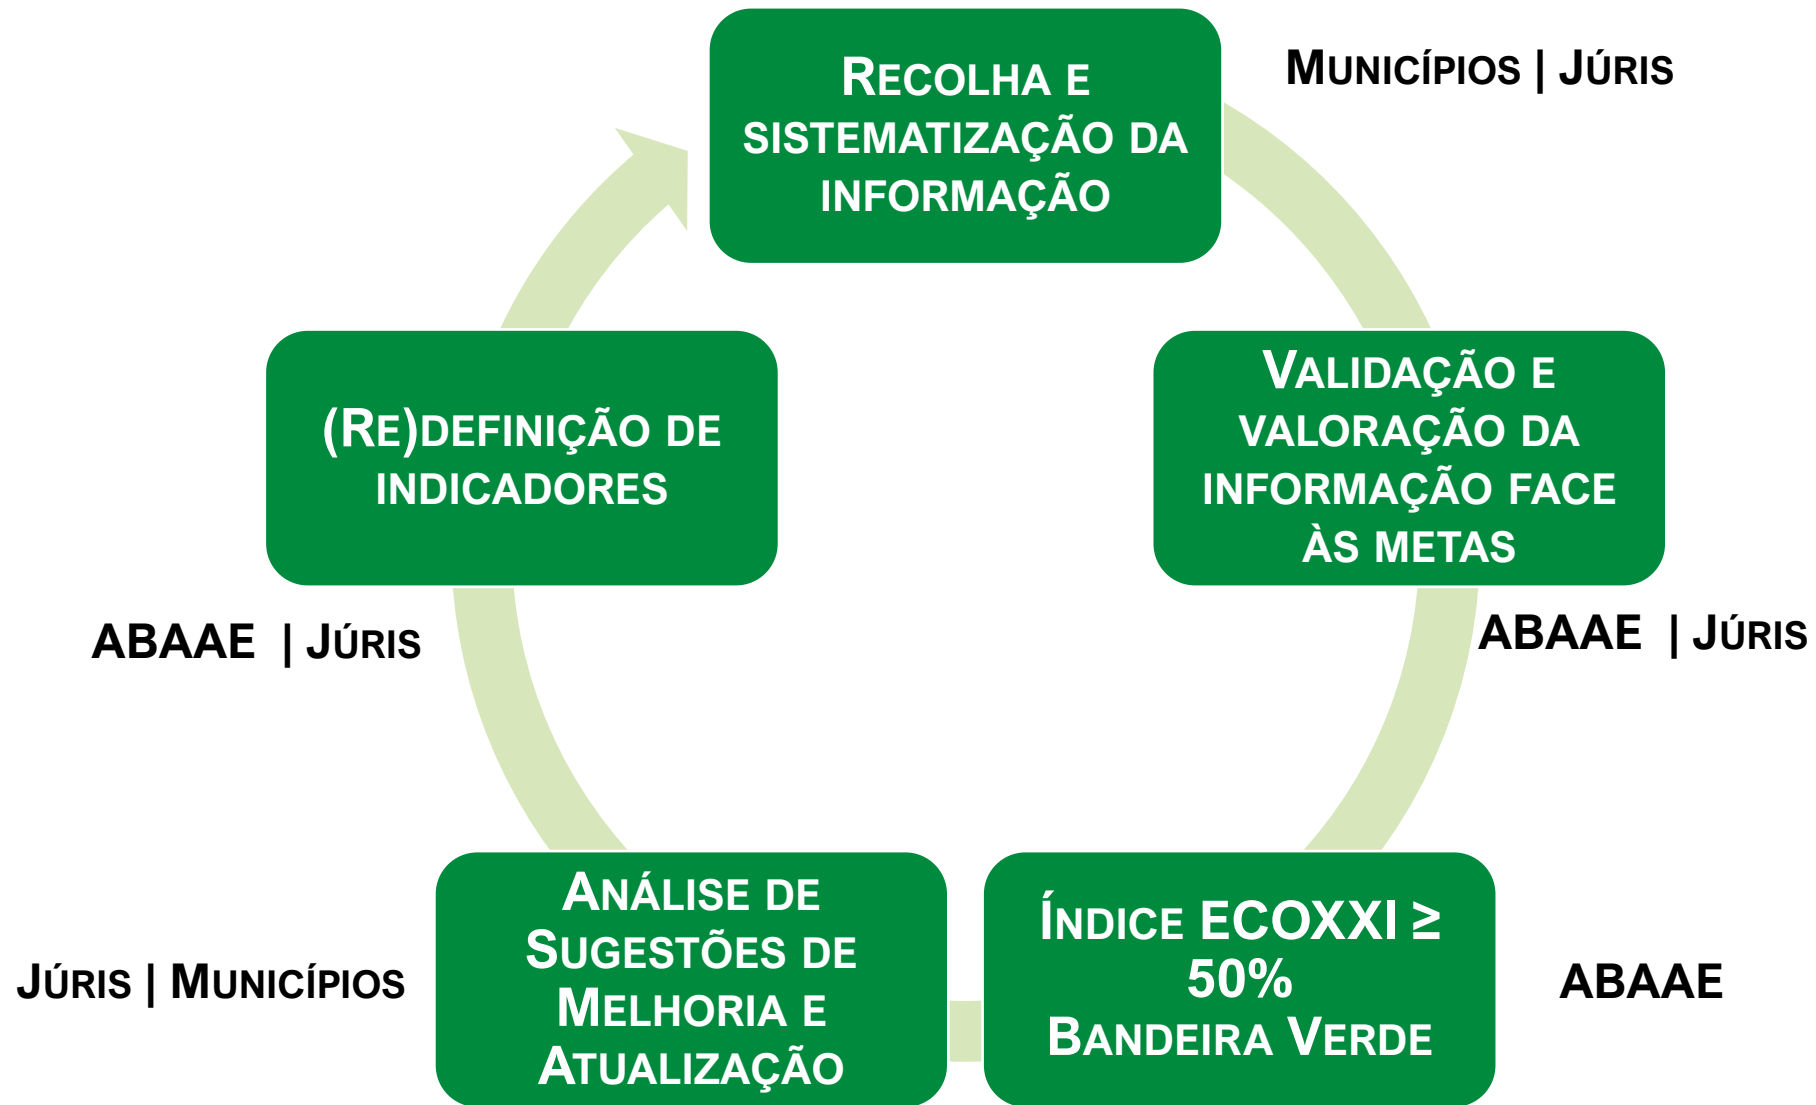 Recolha e
sistematização da
informação
Municípios | Júris
Validação e
valoração da
informação face
às metas
ABAAE | Júris
Índice ECOXXI ≥
50%
Bandeira Verde
ABAAE
Análise de
Sugestões de
Melhoria e
Atualização
Júris | Municípios
(Re)definição de
indicadores
ABAAE | Júris